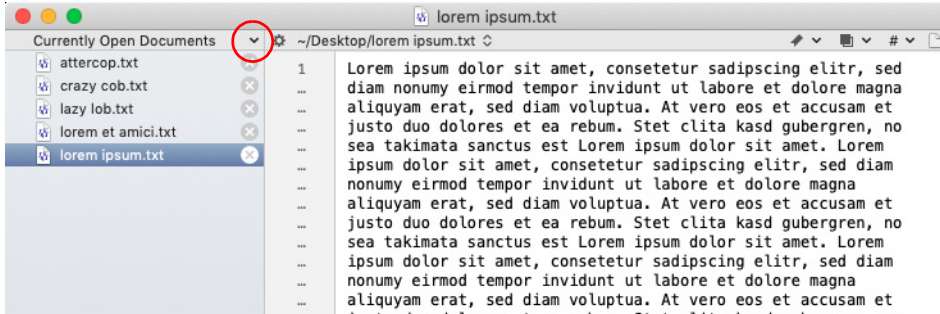 lorem ipsum.txt
Currently Open Documents
~/Desktop/lorem ipsum.txt
#
attercop.txt
crazy cob.txt
lazy lob.txt
lorem et amici.txt
lorem ipsum.txt
1
Lorem ipsum dolor sit amet, consetetur sadipscing elitr, sed
diam nonumy eirmod tempor invidunt ut labore et dolore magna
aliquyam erat, sed diam voluptua. At vero eos et accusam et
justo duo dolores et ea rebum. Stet clita kasd gubergren, no
sea takimata sanctus est Lorem ipsum dolor sit amet. Lorem
ipsum dolor sit amet, consetetur sadipscing elitr, sed diam
nonumy eirmod tempor invidunt ut labore et dolore magna
aliquyam erat, sed diam voluptua. At vero eos et accusam et
justo duo dolores et ea rebum. Stet clita kasd gubergren, no
sea takimata sanctus est Lorem ipsum dolor sit amet. Lorem
ipsum dolor sit amet, consetetur sadipscing elitr, sed diam
nonumy eirmod tempor invidunt ut labore et dolore magna
aliquyam erat, sed diam voluptua. At vero eos et accusam et